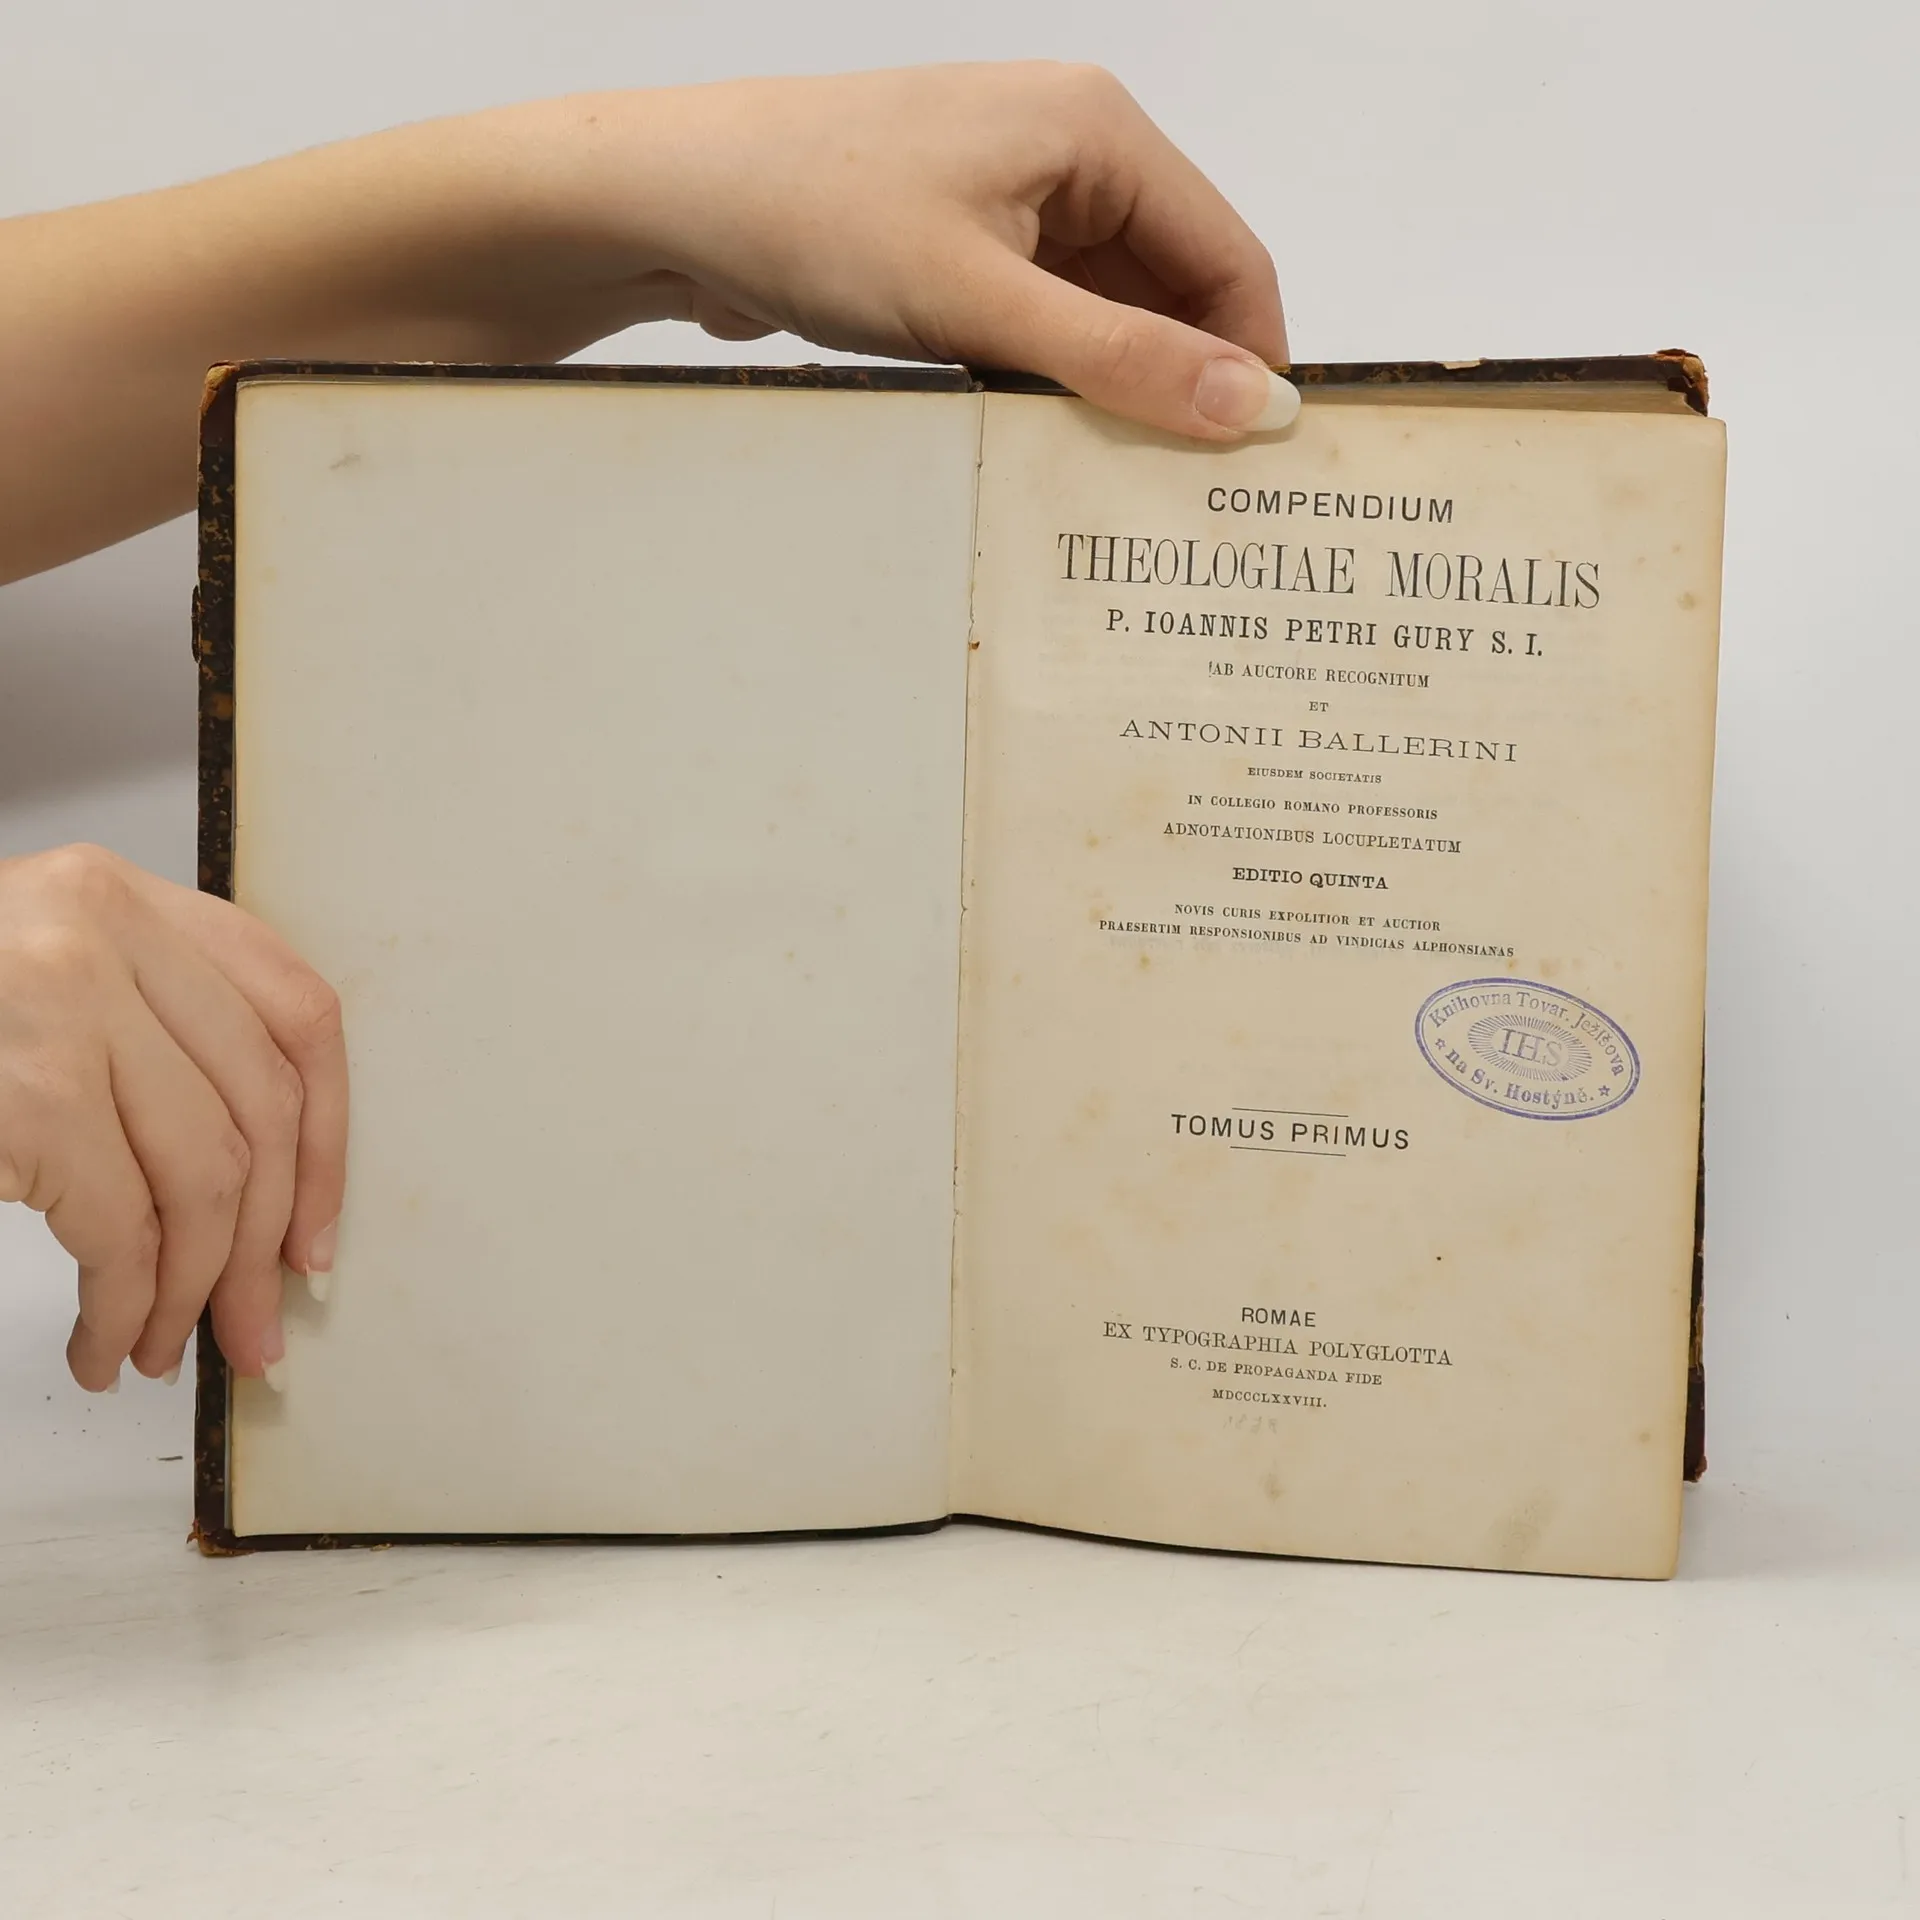 COMPENDIUM
THEOLOGIAE MORALIS
P. IOANNIS PETRI GURY S. I.
AB AUCTORE RECOGNITUM
ET
ANTONII BALLERINI
EIUSDEM SOCIETATIS
IN COLLEGIO ROMANO PROFESSORIS
ADNOTATIONIBUS LOCUPLETATUM
EDITIO QUINTA
NOVIS CURIS EXPOLITIOR ET AUCTIOR
PRAESERTIM RESPONSIONIBUS AD VINDICIAS ALPHONSIANAS
Knihovna Tovar. Ježíšova
IHS
na Sv. Hostýně.
TOMUS PRIMUS
ROMAE
EX TYPOGRAPHIA POLYGLOTTA
S. C. DE PROPAGANDA FIDE
MDCCCLXXVIII.